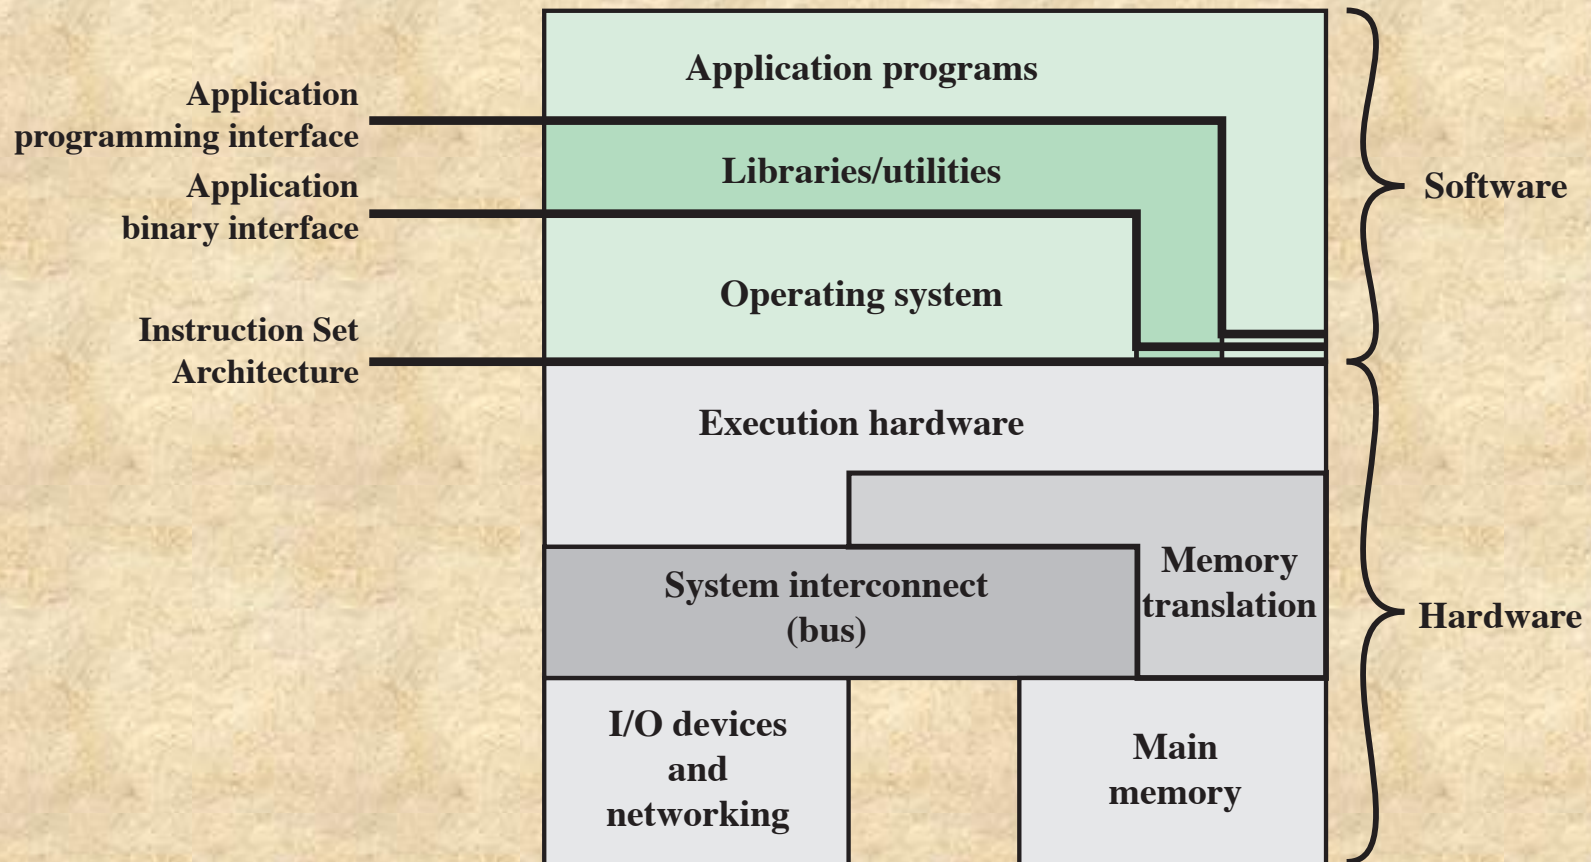 Application programs
Application
programming interface
Libraries/utilities
Application
binary interface
Software
Operating system
Instruction Set
Architecture
Execution hardware
Memory
translation
System interconnect
(bus)
Hardware
I/O devices
and
networking
Main
memory